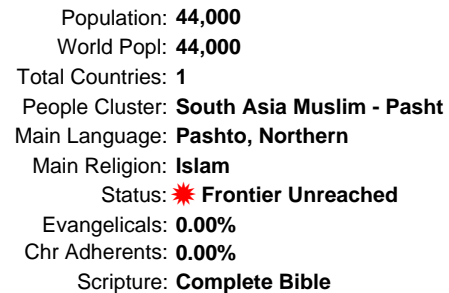 Population: 44,000
World Popl: 44,000
Total Countries: 1
People Cluster: South Asia Muslim - Pasht
Main Language: Pashto, Northern
Main Religion: Islam
Status: Frontier Unreached
Evangelicals: 0.00%
Chr Adherents: 0.00%
Scripture: Complete Bible